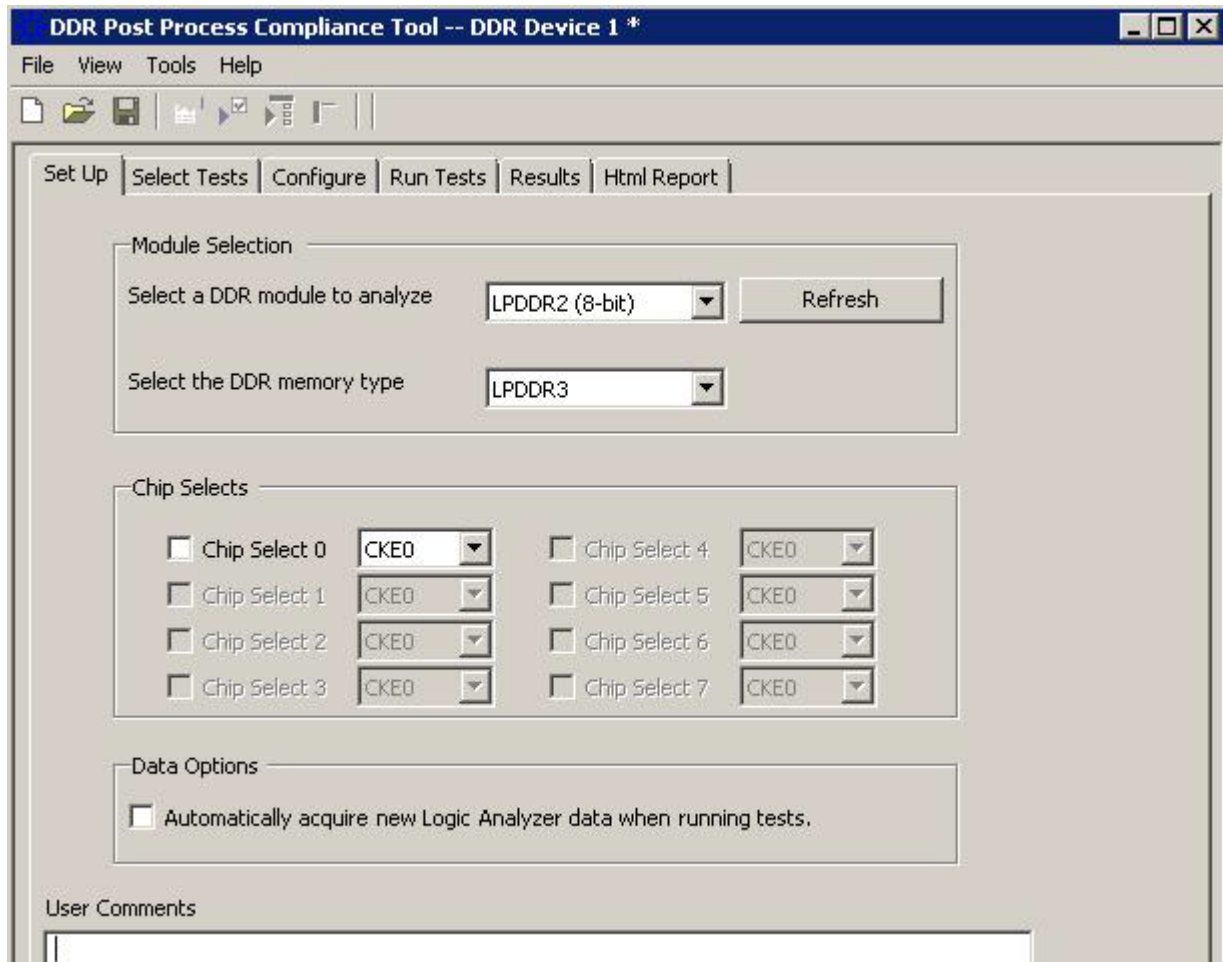 DDR Post Process Compliance Tool -- DDR Device 1 *
File View Tools Help
Set Up Select Tests Configure Run Tests Results Html Report
Module Selection
Select a DDR module to analyze LPDDR2 (8-bit) Refresh
Select the DDR memory type LPDDR3
Chip Selects
Chip Select 0 CKE0 Chip Select 4 CKE0
Chip Select 1 CKE0 Chip Select 5 CKE0
Chip Select 2 CKE0 Chip Select 6 CKE0
Chip Select 3 CKE0 Chip Select 7 CKE0
Data Options
Automatically acquire new Logic Analyzer data when running tests.
User Comments